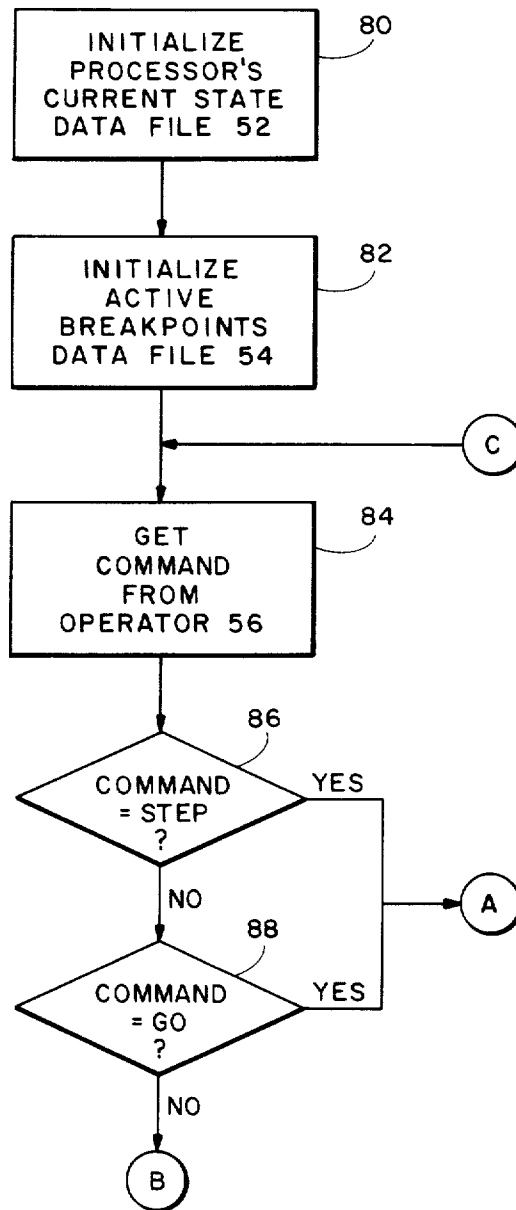 80
INITIALIZE
PROCESSOR'S
CURRENT STATE
DATA FILE 52
82
INITIALIZE
ACTIVE
BREAKPOINTS
DATA FILE 54
C
84
GET
COMMAND
FROM
OPERATOR 56
86
COMMAND
= STEP
?
YES
NO
A
88
COMMAND
= GO
?
YES
NO
B